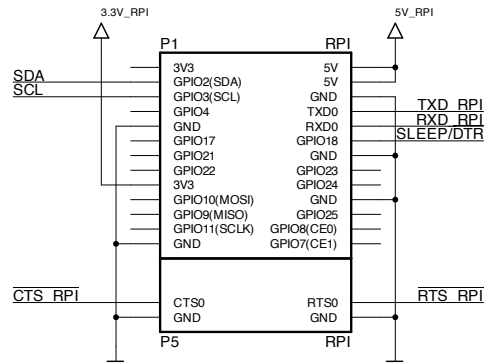 3.3V_RPI 5V_RPI
P1 RPI
3V3 5V
SDA GPIO2(SDA) 5V
SCL GPIO3(SCL) GND
GPIO4 TXD0 TXD_RPI
GND RXD0 RXD_RPI
GPIO17 GPIO18 SLEEP/DTR
GPIO21 GND
GPIO22 GPIO23
3V3 GPIO24
GPIO10(MOSI) GND
GPIO9(MISO) GPIO25
GPIO11(SCLK) GPIO8(CE0)
GND GPIO7(CE1)
CTS_RPI CTS0 RTS0 RTS_RPI
GND GND
P5 RPI